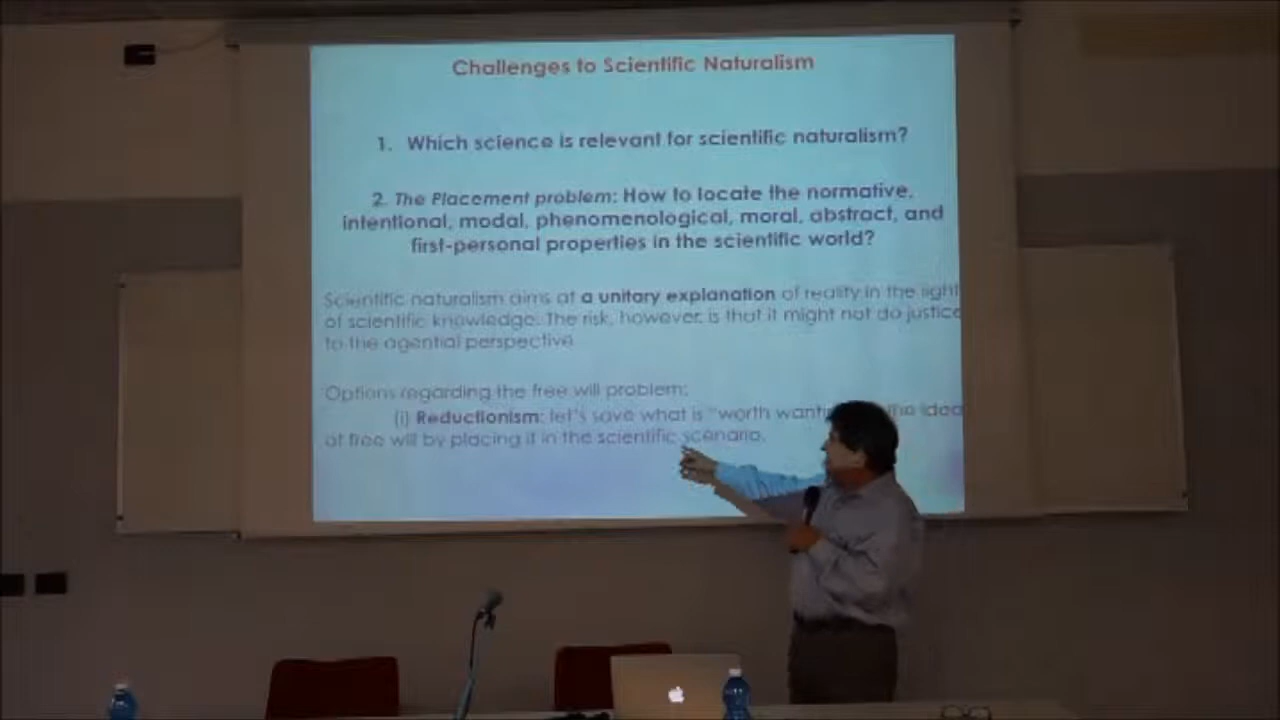 Challenges to Scientific Naturalism
1. Which science is relevant for scientific naturalism?
2. The Placement problem: How to locate the normative,
intentional, modal, phenomenological, moral, abstract, and
first-personal properties in the scientific world?
Scientific naturalism aims at a unitary explanation of reality in the light
of scientific knowledge. The risk, however, is that it might not do justice
to the agential perspective
Options regarding the free will problem:
(i) Reductionism: let's save what is "worth idea
of free will by placing it in the scientific scenario.